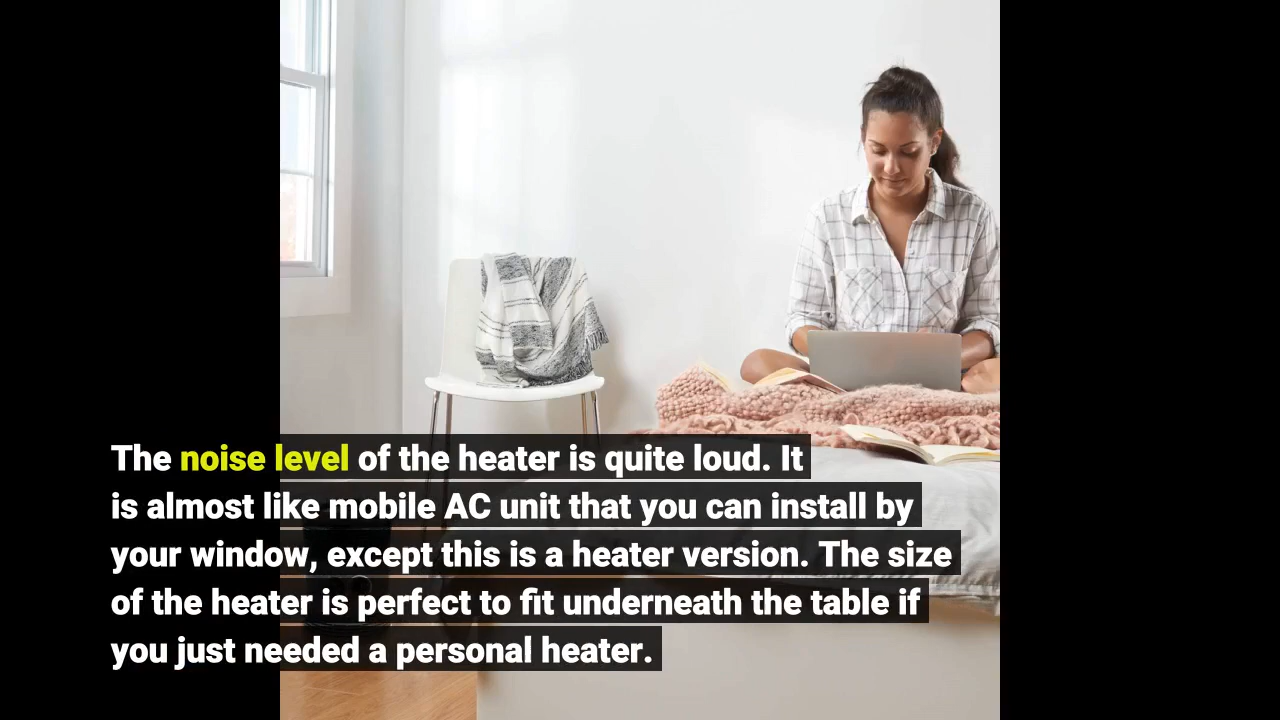 The noise level of the heater is quite loud. It
is almost like mobile AC unit that you can install by
your window, except this is a heater version. The size
of the heater is perfect to fit underneath the table if
you just needed a personal heater.